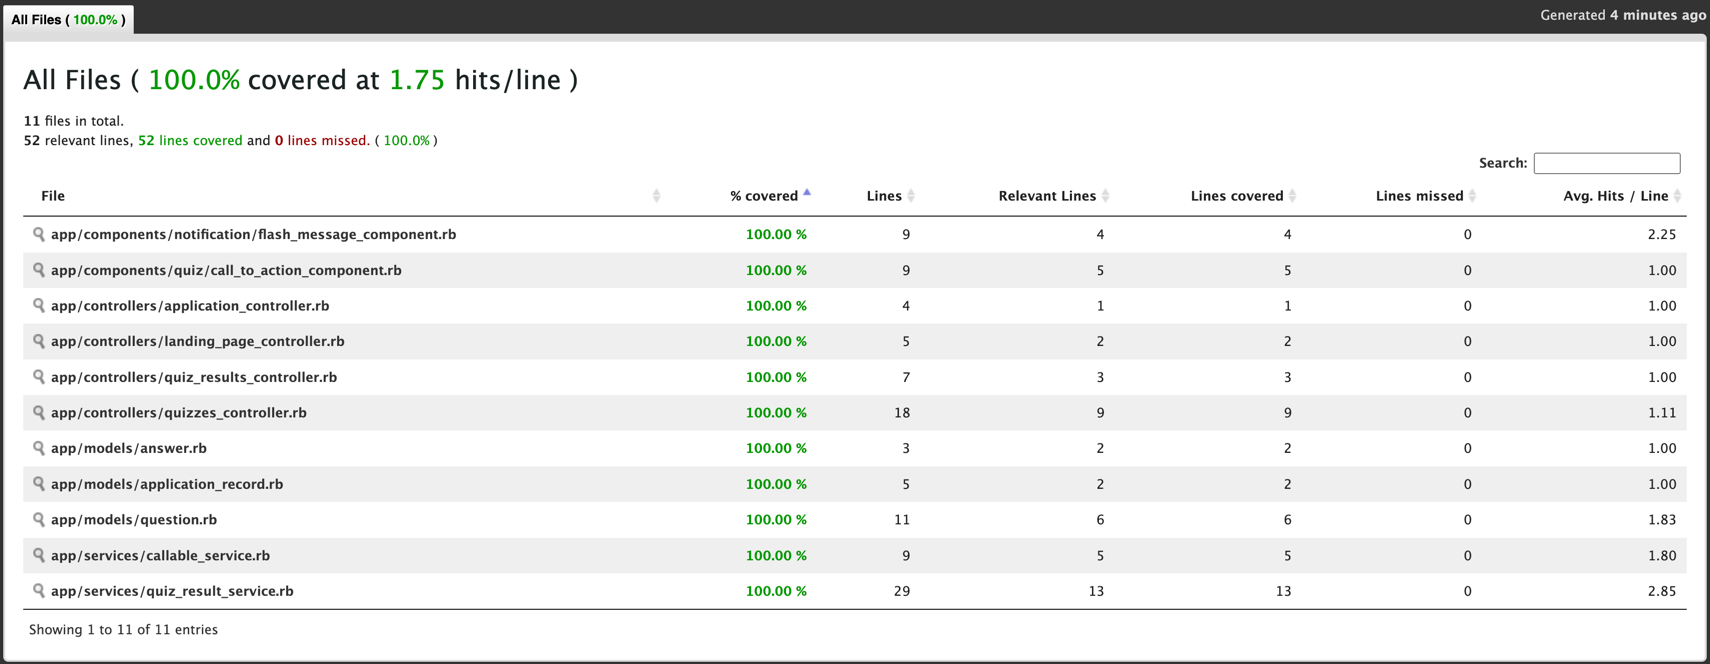 All Files ( 100.0% )
Generated 4 minutes ago
All Files ( 100.0% covered at 1.75 hits/line )
11 files in total.
52 relevant lines, 52 lines covered and 0 lines missed. ( 100.0% )
Search:
File % covered Lines Relevant Lines Lines covered Lines missed Avg. Hits / Line
app/components/notification/flash_message_component.rb 100.00 % 9 4 4 0 2.25
app/components/quiz/call_to_action_component.rb 100.00 % 9 5 5 0 1.00
app/controllers/application_controller.rb 100.00 % 4 1 1 0 1.00
app/controllers/landing_page_controller.rb 100.00 % 5 2 2 0 1.00
app/controllers/quiz_results_controller.rb 100.00 % 7 3 3 0 1.00
app/controllers/quizzes_controller.rb 100.00 % 18 9 9 0 1.11
app/models/answer.rb 100.00 % 3 2 2 0 1.00
app/models/application_record.rb 100.00 % 5 2 2 0 1.00
app/models/question.rb 100.00 % 11 6 6 0 1.83
app/services/callable_service.rb 100.00 % 9 5 5 0 1.80
app/services/quiz_result_service.rb 100.00 % 29 13 13 0 2.85
Showing 1 to 11 of 11 entries